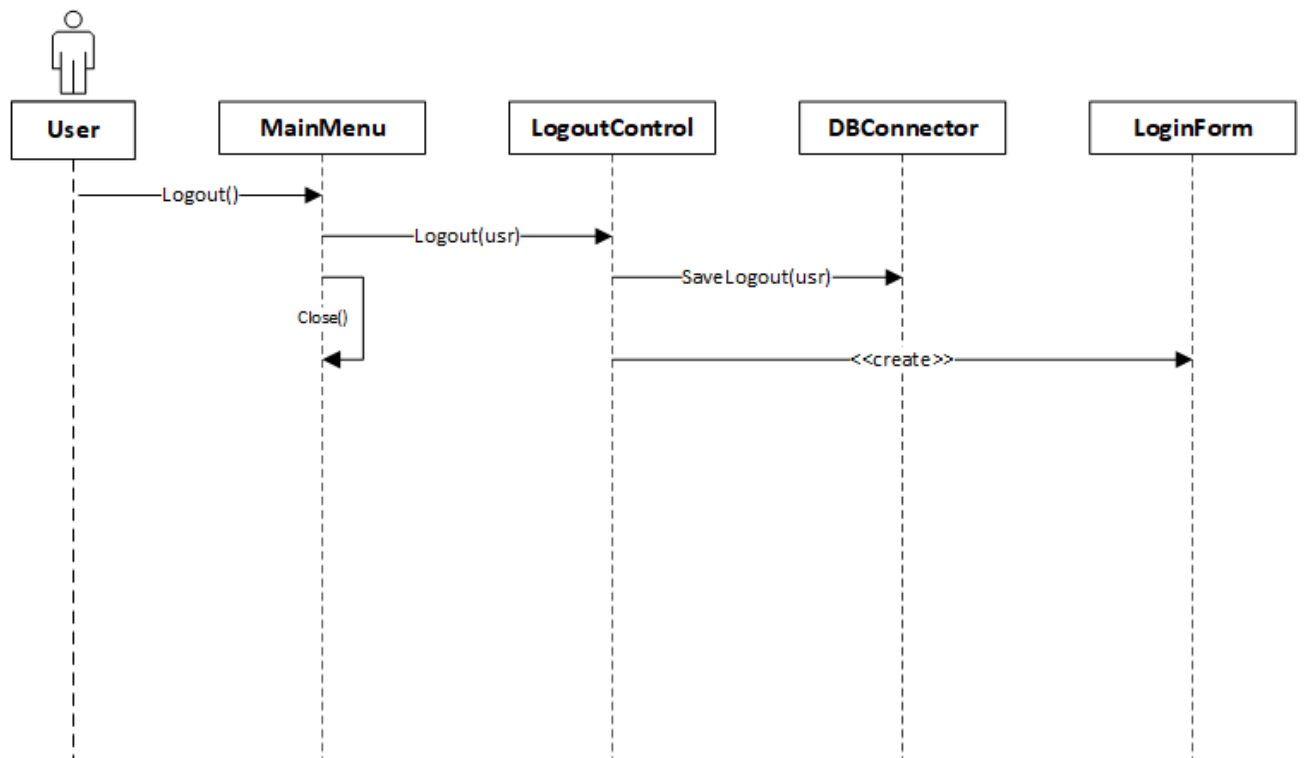 User
MainMenu
LogoutControl
DBConnector
LoginForm
Logout()
Logout(usr)
SaveLogout(usr)
Close()
<<create>>